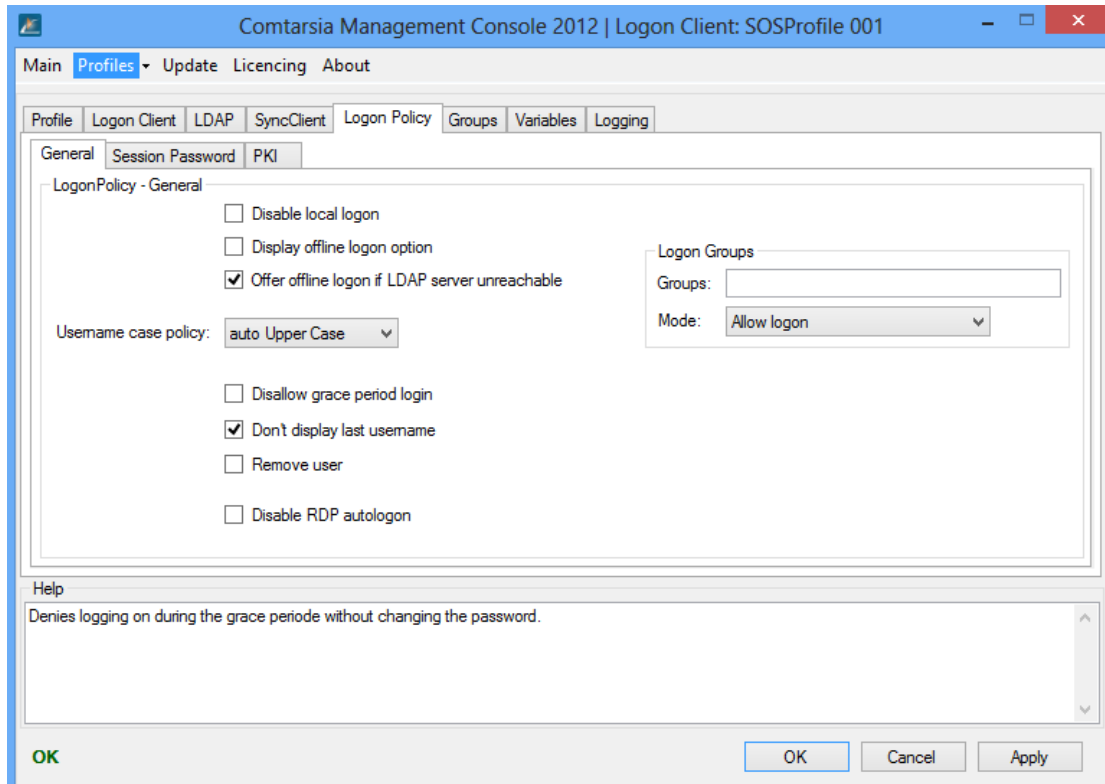 Comtarsia Management Console 2012 | Logon Client: SOSProfile 001
Main Profiles Update Licencing About
Profile Logon Client LDAP SyncClient Logon Policy Groups Variables Logging
General Session Password PKI
LogonPolicy - General
Disable local logon
Display offline logon option
Offer offline logon if LDAP server unreachable
Logon Groups
Groups:
Mode: Allow logon
Username case policy: auto Upper Case
Disallow grace period login
Don't display last username
Remove user
Disable RDP autologon
Help
Denies logging on during the grace periode without changing the password.
OK OK Cancel Apply